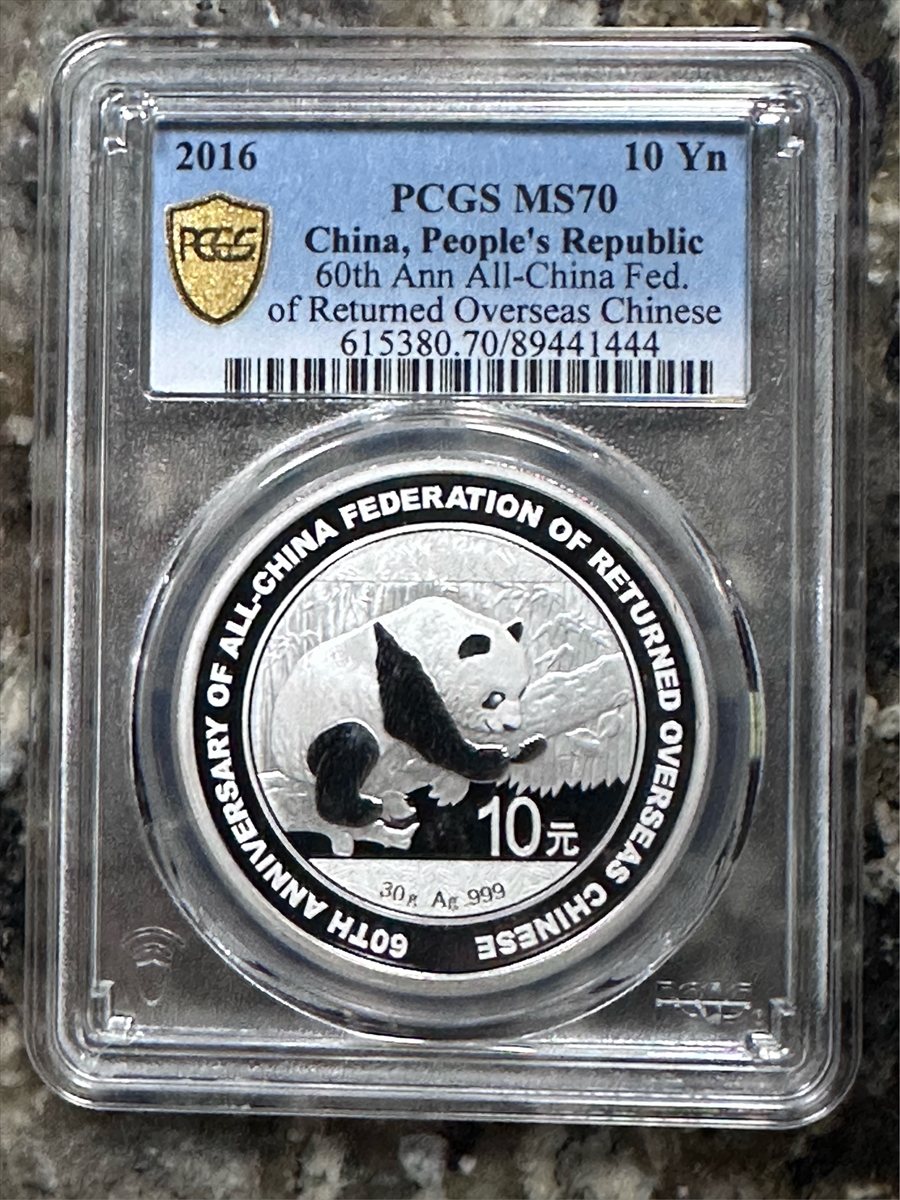 2016 10 Yn
PCGS MS70
PCGS
China, People's Republic
60th Ann All-China Fed.
of Returned Overseas Chinese
615380.70/89441444
60TH ANNIVERSARY OF ALL-CHINA FEDERATION OF RETURNED OVERSEAS CHINESE
10元
30g Ag .999
PCGS